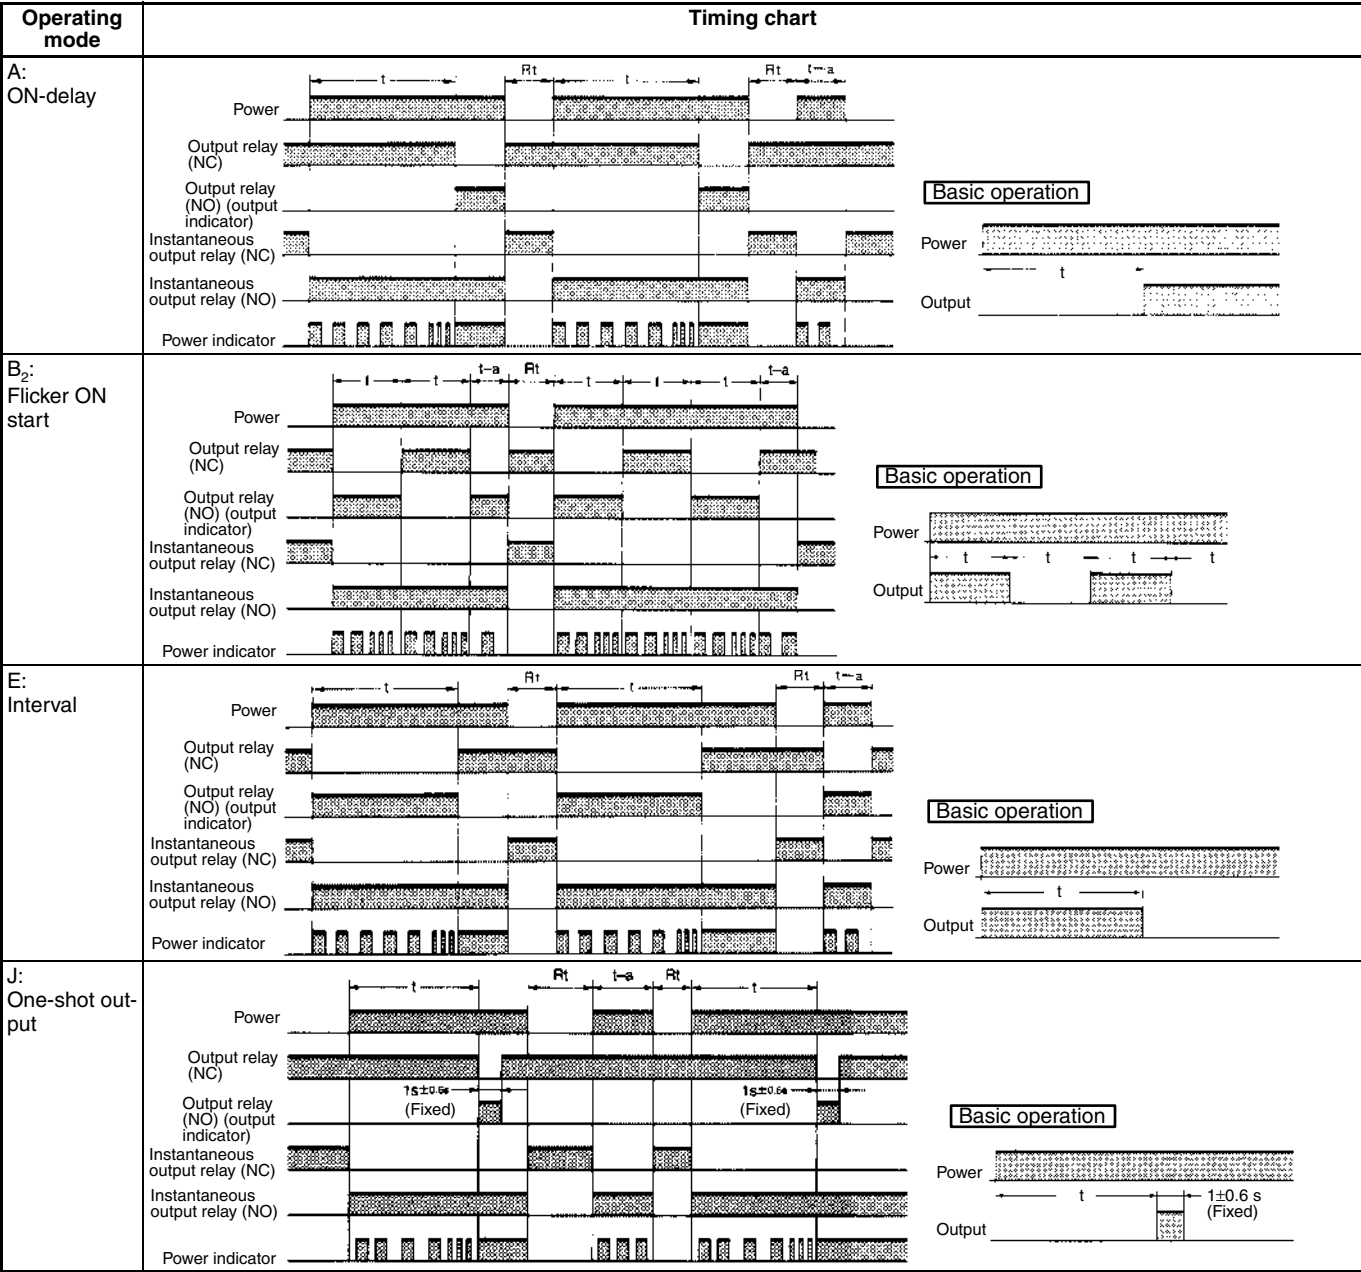 Operating mode
Timing chart
A:
ON-delay
t
Rt
t
Rt
t–a
Power
Output relay
(NC)
Output relay
(NO) (output
indicator)
Instantaneous
output relay (NC)
Instantaneous
output relay (NO)
Power indicator
Basic operation
Power
t
Output
B2:
Flicker ON
start
t
t
t–a
Rt
t
t
t
t–a
Power
Output relay
(NC)
Output relay
(NO) (output
indicator)
Instantaneous
output relay (NC)
Instantaneous
output relay (NO)
Power indicator
Basic operation
Power
t
t
t
t
Output
E:
Interval
t
Rt
t
Rt
t–a
Power
Output relay
(NC)
Output relay
(NO) (output
indicator)
Instantaneous
output relay (NC)
Instantaneous
output relay (NO)
Power indicator
Basic operation
Power
t
Output
J:
One-shot out-
put
t
Rt
t–a
Rt
t
Power
Output relay
(NC)
1s±0.6s
(Fixed)
1s±0.6s
(Fixed)
Output relay
(NO) (output
indicator)
Instantaneous
output relay (NC)
Instantaneous
output relay (NO)
Power indicator
Basic operation
Power
t
1±0.6 s
(Fixed)
Output